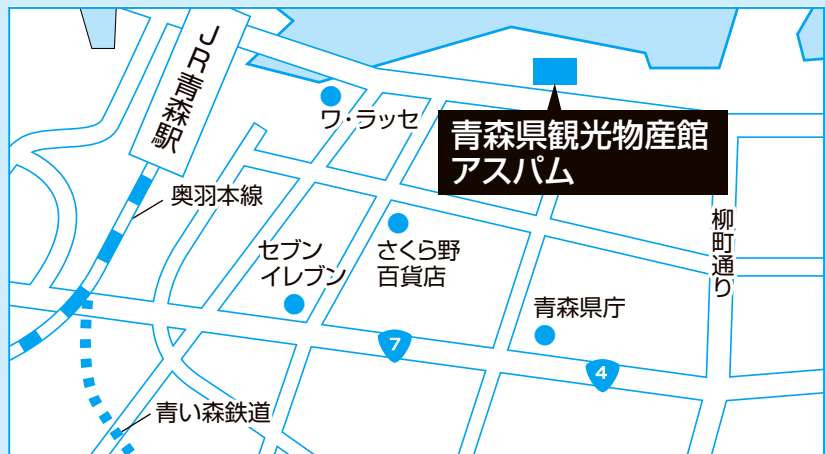 JR青森駅
ワ・ラッセ
青森県観光物産館
アスパム
奥羽本線
柳町通り
セブン
イレブン
さくら野
百貨店
青森県庁
7
4
青い森鉄道